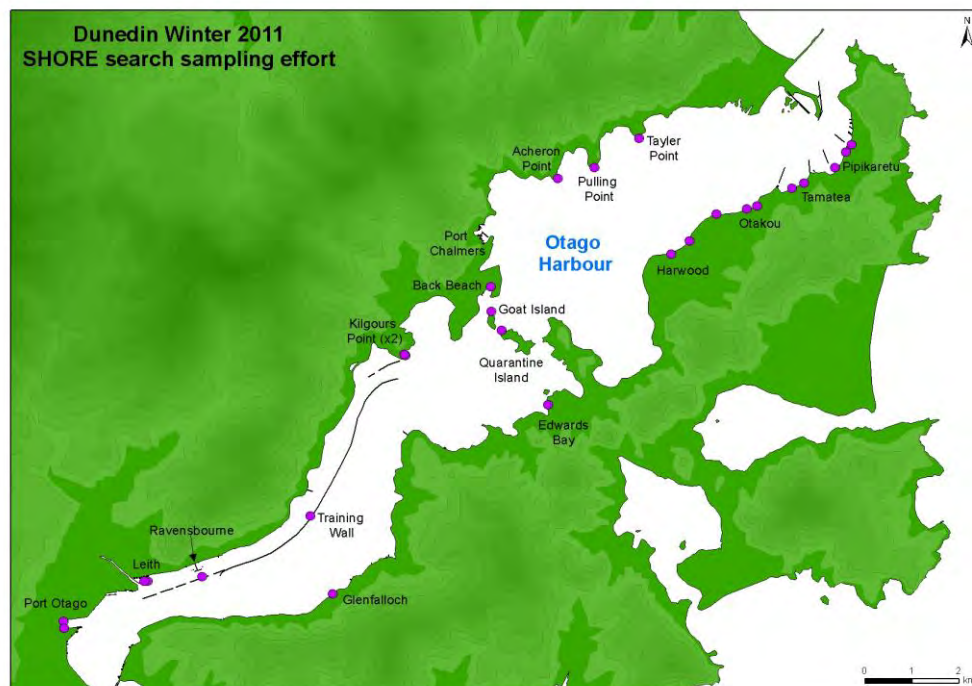 Dunedin Winter 2011
SHORE search sampling effort
N
Tayler
Point
Acheron
Point
Pulling
Point
Pipikaretu
Tamatea
Otakou
Port
Chalmers
Otago
Harbour
Harwood
Back Beach
Goat Island
Kilgours
Point (x2)
Quarantine
Island
Edwards
Bay
Training
Wall
Ravensbourne
Leith
Glenfalloch
Port Otago
0 1 2
km